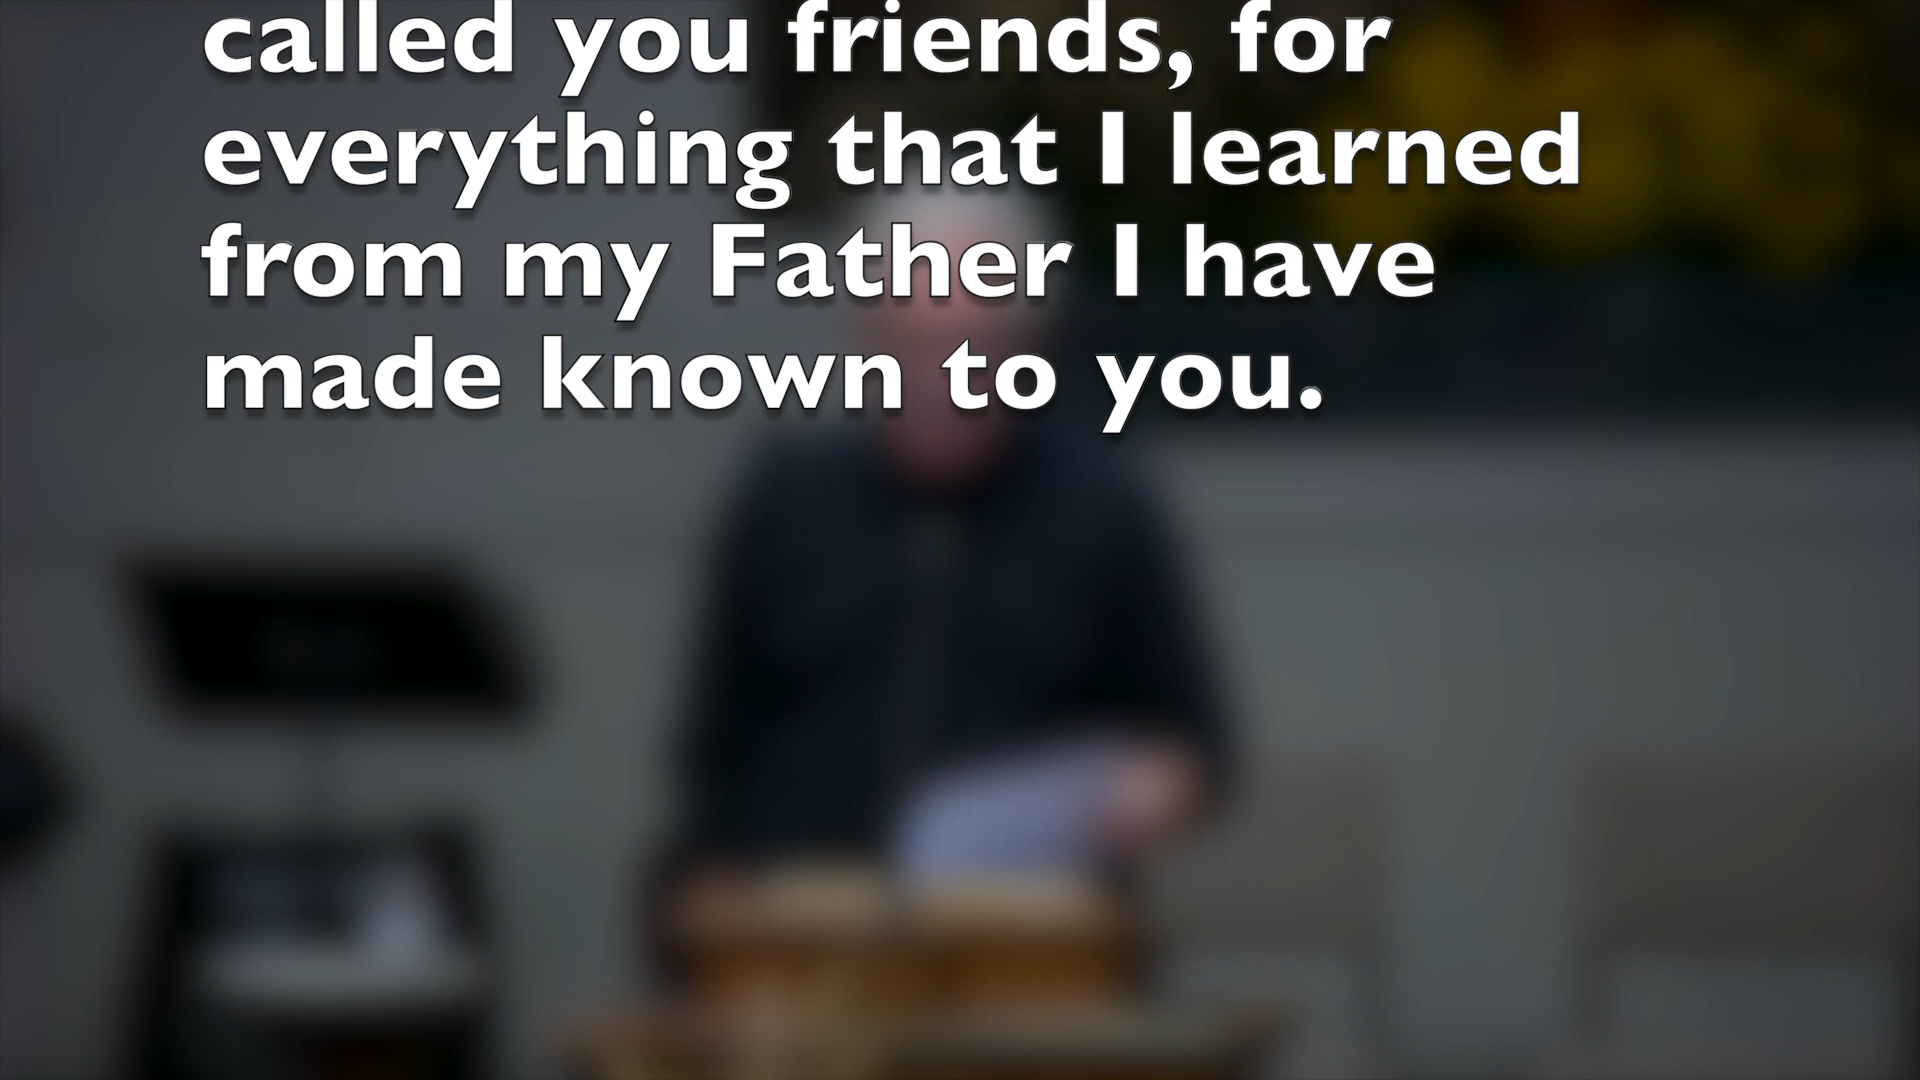 called you friends, for
everything that I learned
from my Father I have
made known to you.